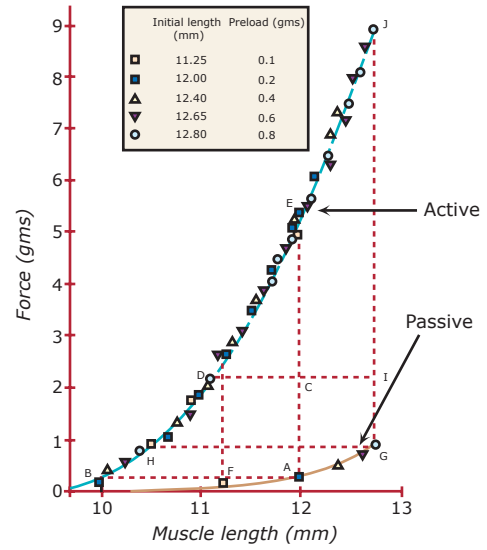 Initial length Preload (gms)
(mm)
11.25 0.1
12.00 0.2
12.40 0.4
12.65 0.6
12.80 0.8
9
8
7
6
5
4
3
2
1
0
Force (gms)
J
E
Active
Passive
D
C
I
H
G
B
F
A
10 11 12 13
Muscle length (mm)